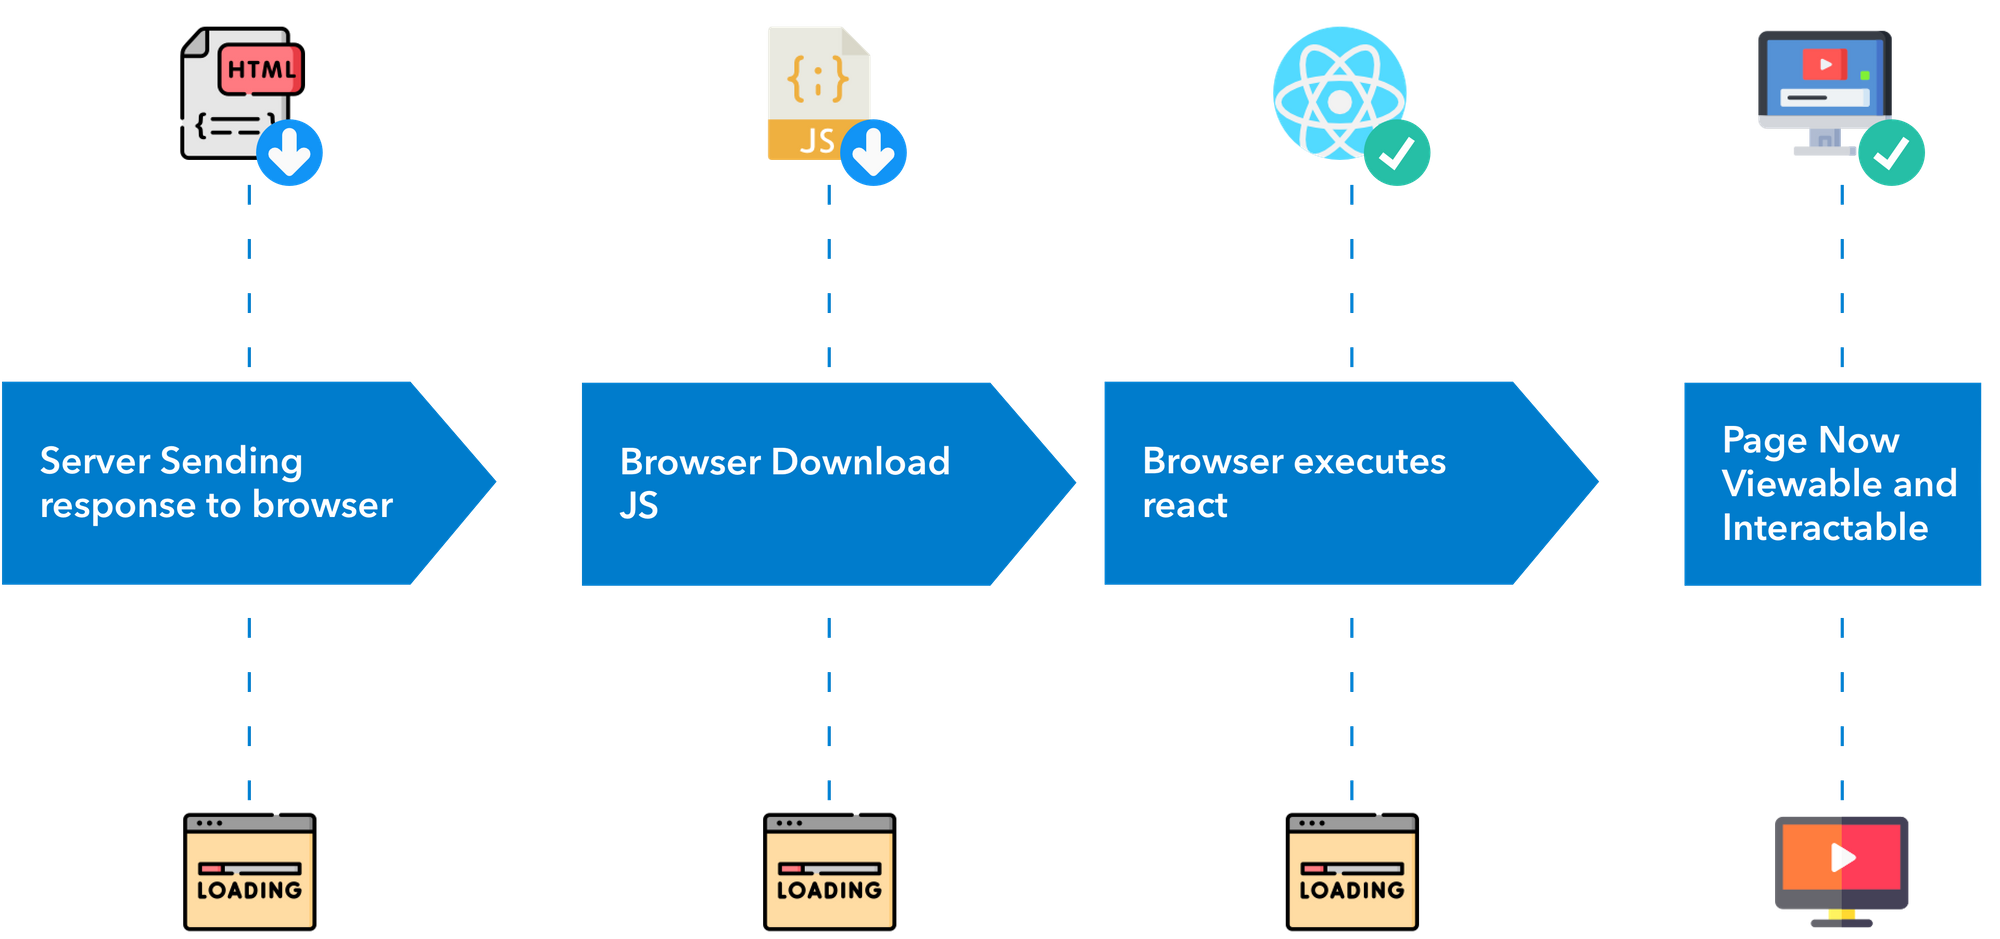 HTML
{==}
{;}
JS
Server Sending
response to browser
Browser Download
JS
Browser executes
react
Page Now
Viewable and
Interactable
LOADING
LOADING
LOADING